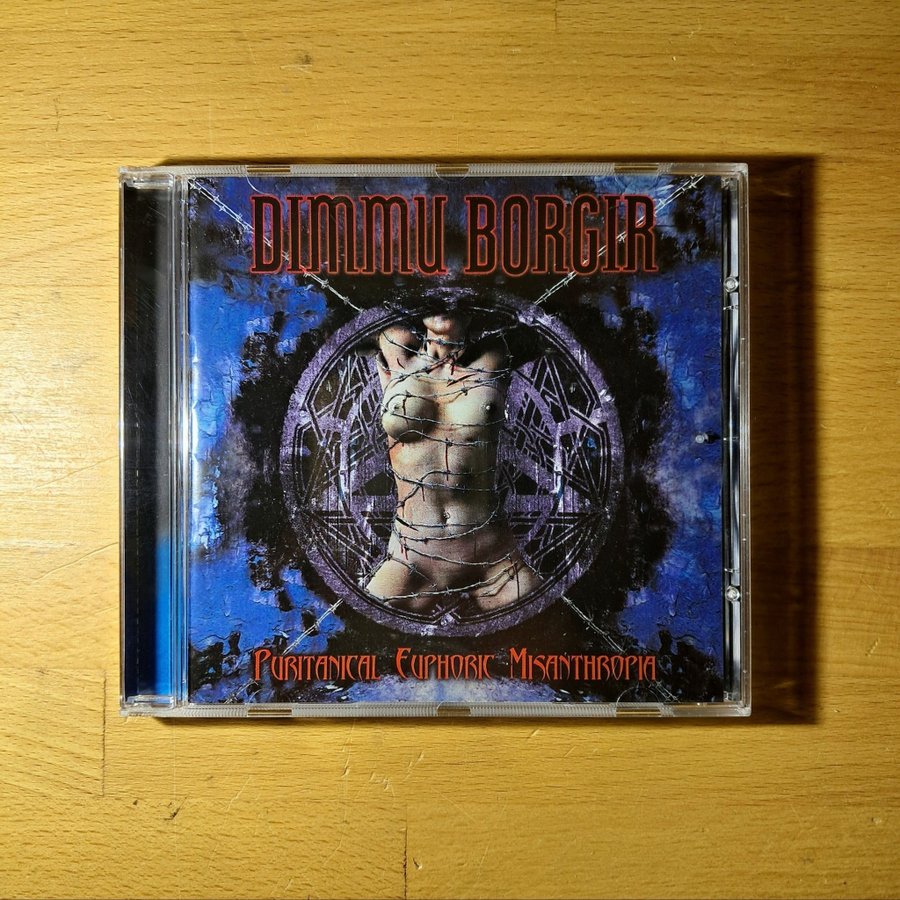 DIMMU BORGIR
PURITANICAL EUPHORIC MISANTHROPIA